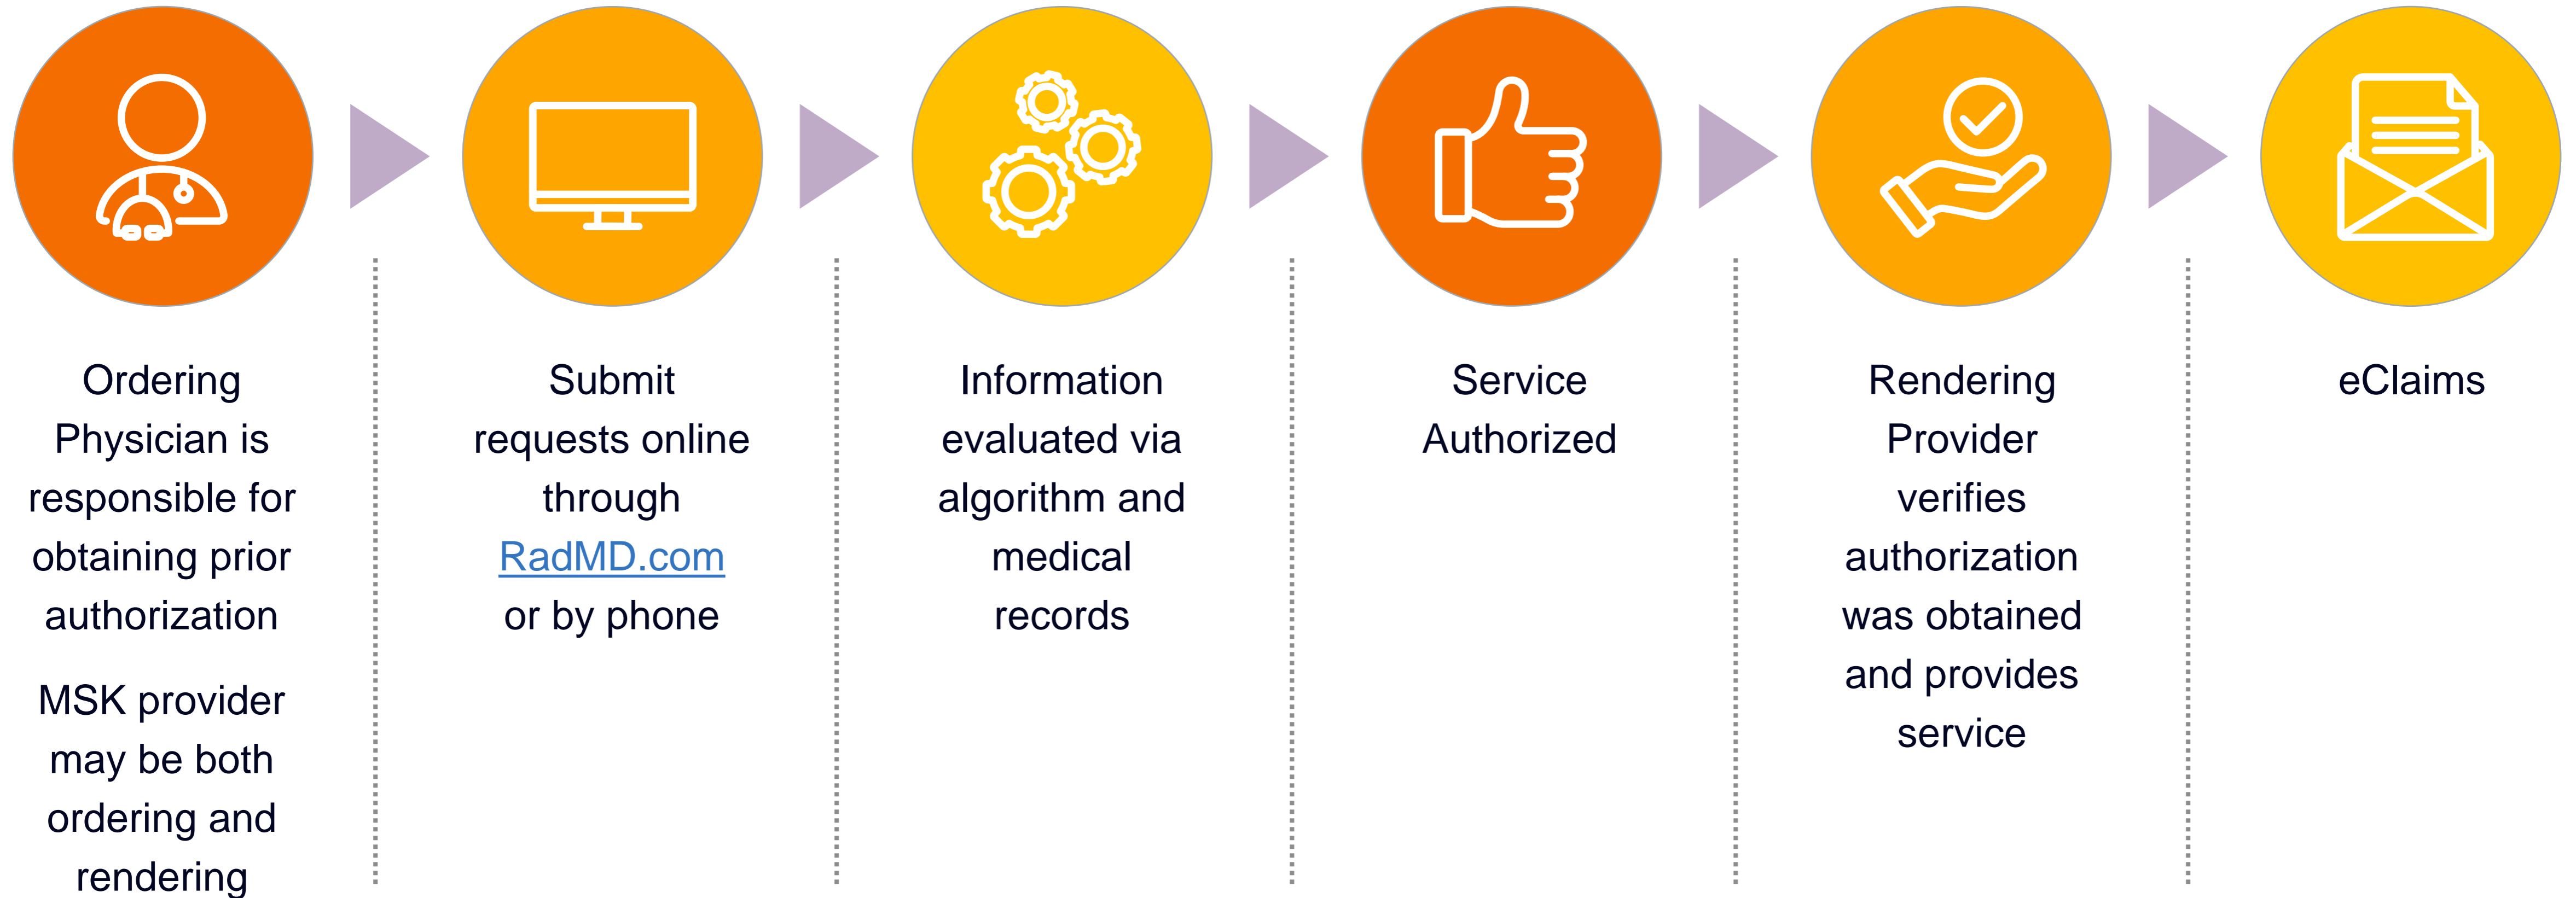 Ordering
Physician is
responsible for
obtaining prior
authorization
MSK provider
may be both
ordering and
rendering
Submit
requests online
through
RadMD.com
or by phone
Information
evaluated via
algorithm and
medical
records
Service
Authorized
Rendering
Provider
verifies
authorization
was obtained
and provides
service
eClaims